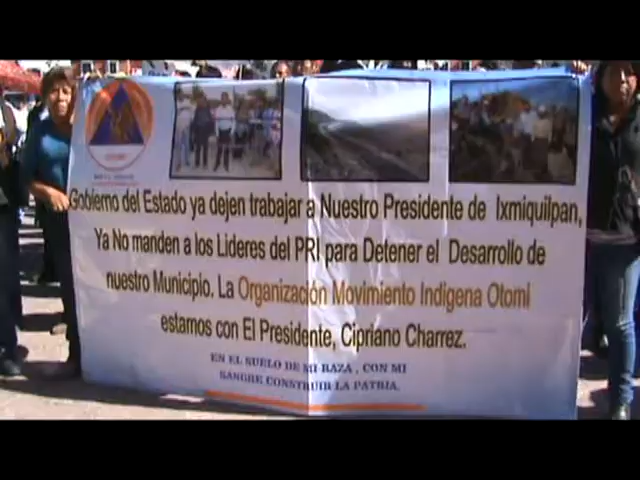 Gobierno del Estado ya dejen trabajar a Nuestro Presidente de Ixmiquilpan,
Ya No manden a los Lideres del PRI para Detener el Desarrollo de
nuestro Municipio. La Organización Movimiento Indigena Otomi
estamos con El Presidente, Cipriano Charrez.
EN EL SUELO DE MI RAZA , CON MI
SANGRE CONSTRUIR LA PATRIA.